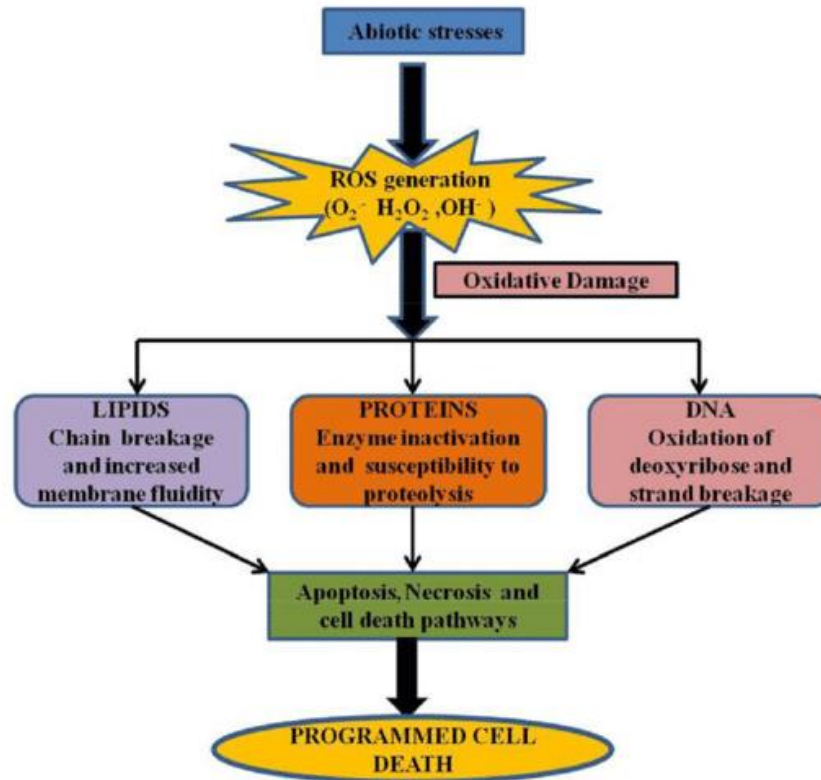 Abiotic stresses
ROS generation
(O₂·⁻ H₂O₂ ,OH· )
Oxidative Damage
LIPIDS
Chain breakage
and increased
membrane fluidity
PROTEINS
Enzyme inactivation
and susceptibility to
proteolysis
DNA
Oxidation of
deoxyribose and
strand breakage
Apoptosis, Necrosis and
cell death pathways
PROGRAMMED CELL
DEATH